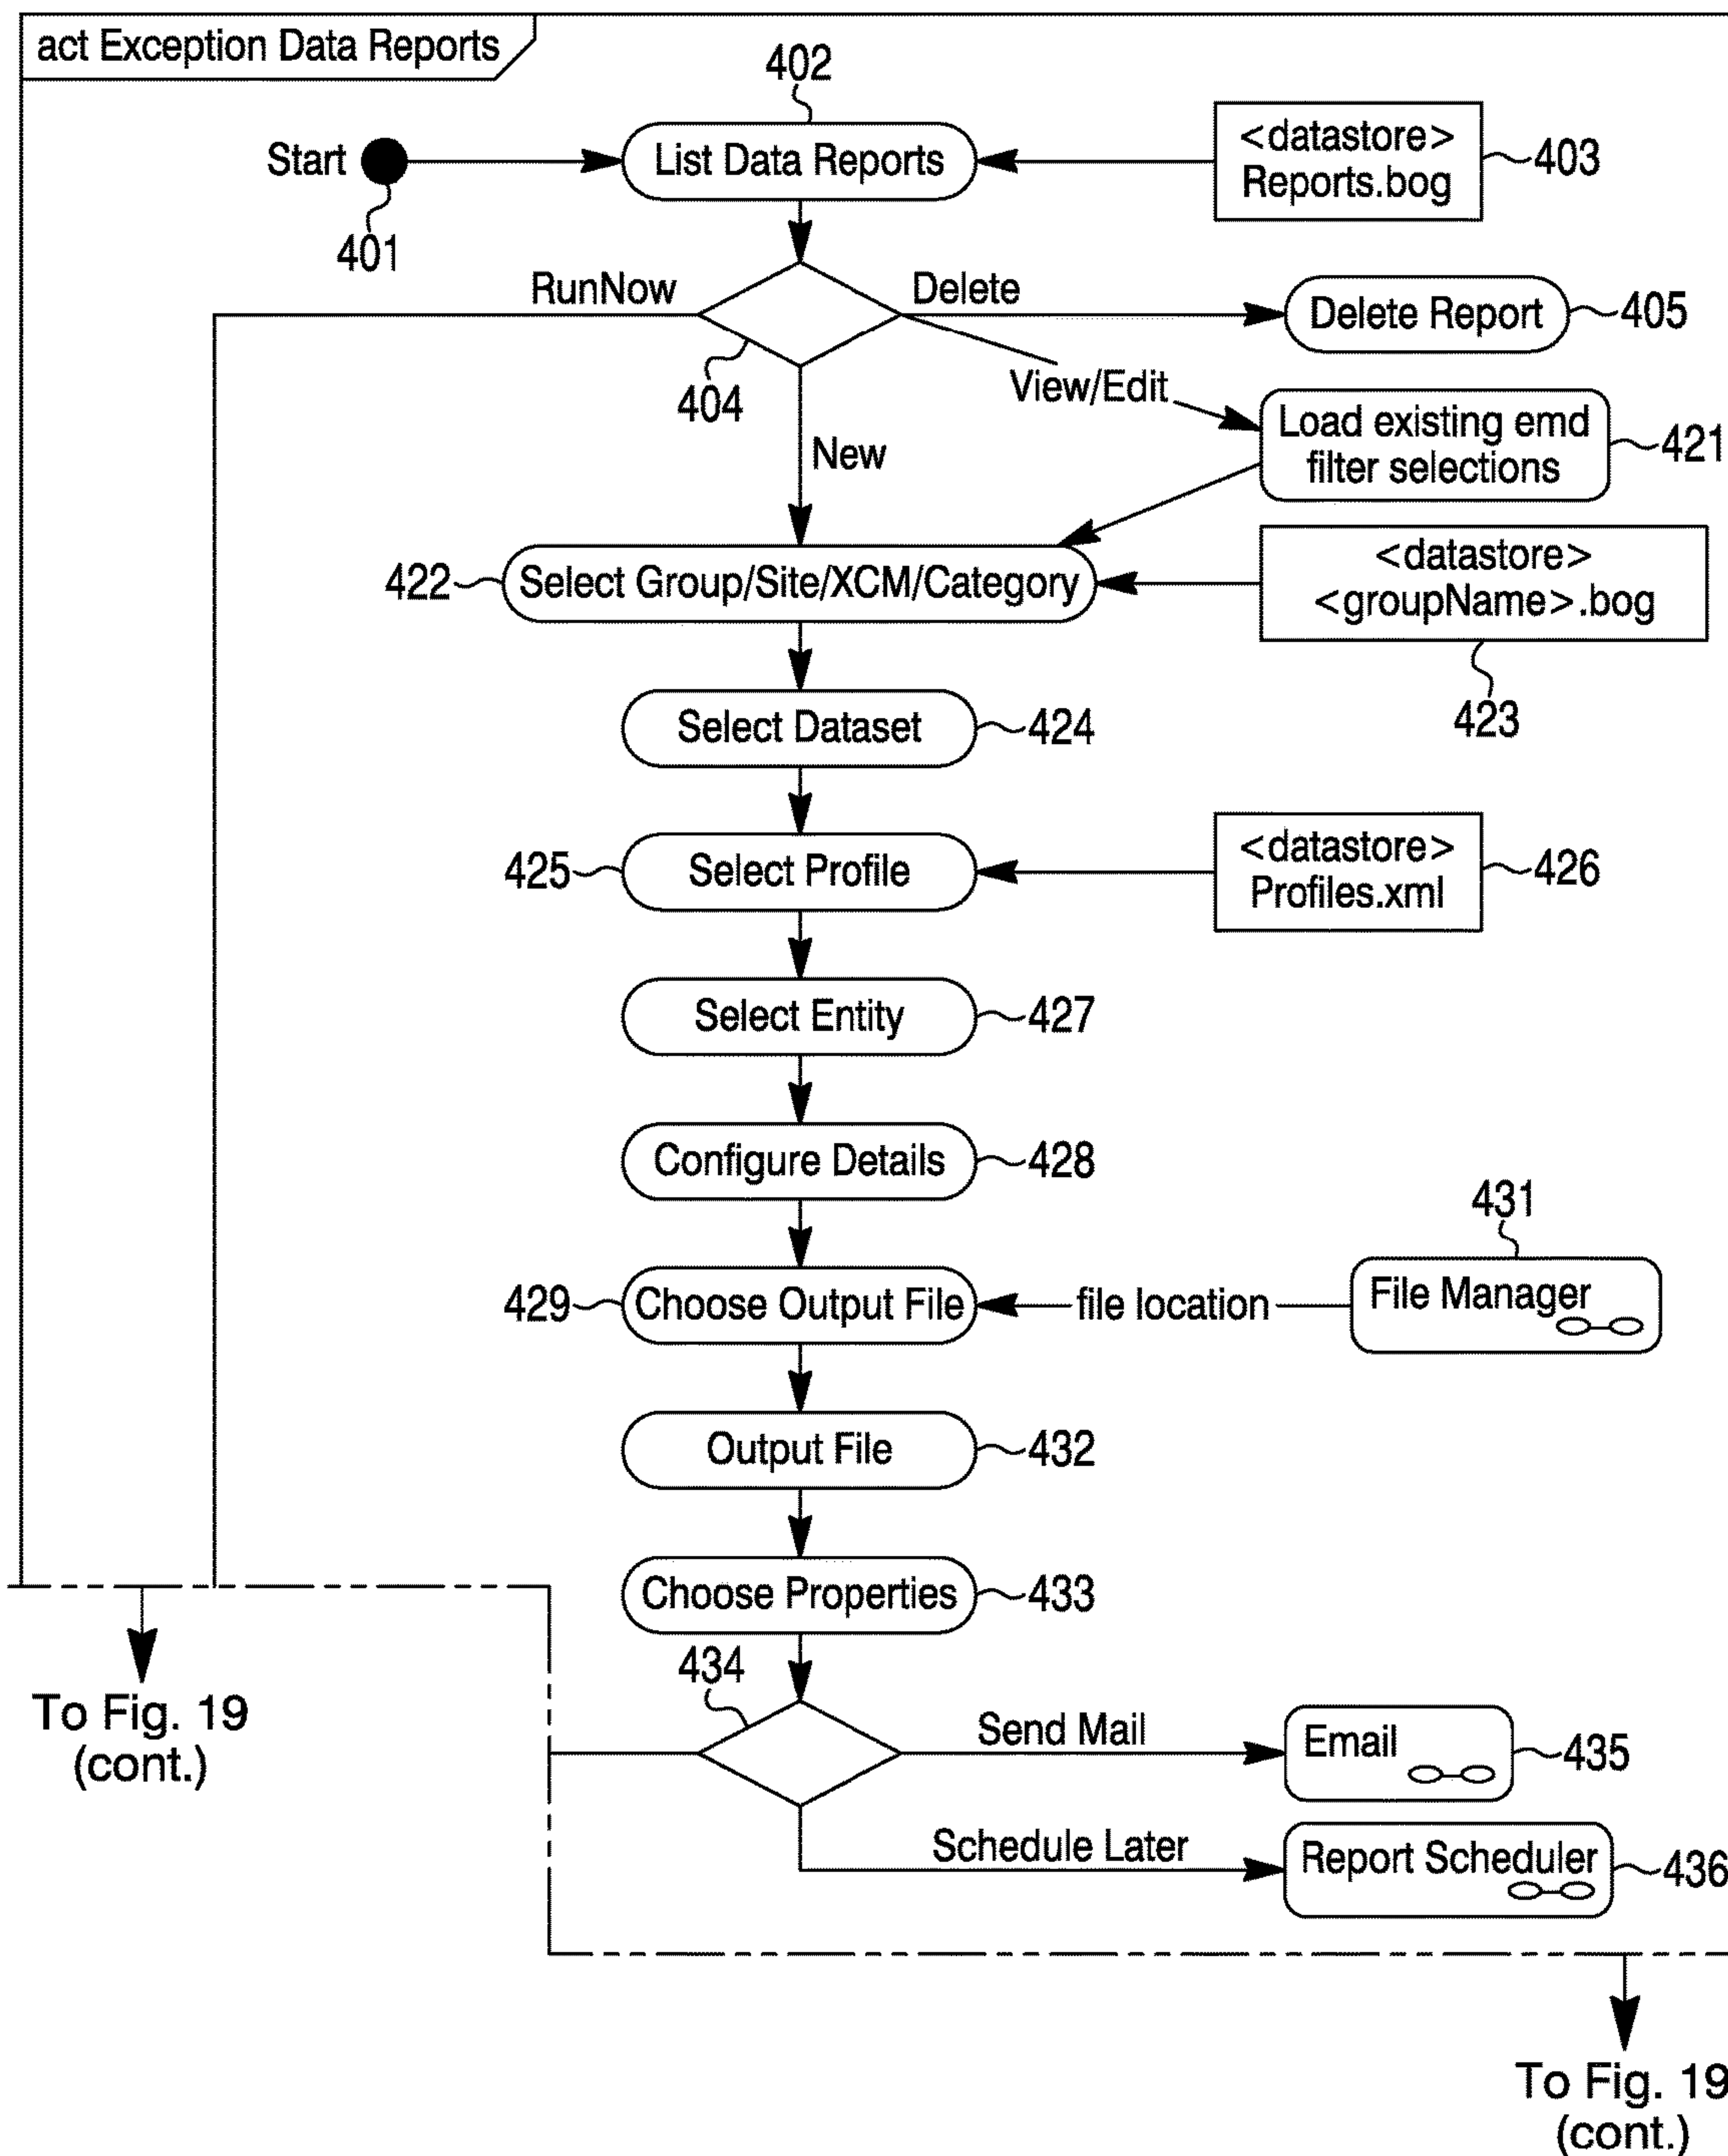 act Exception Data Reports
402
Start
List Data Reports
<datastore>
Reports.bog
403
401
RunNow
Delete
Delete Report
405
404
View/Edit
New
Load existing emd
filter selections
421
422
Select Group/Site/XCM/Category
<datastore>
<groupName>.bog
423
Select Dataset
424
425
Select Profile
<datastore>
Profiles.xml
426
Select Entity
427
Configure Details
428
431
429
Choose Output File
file location
File Manager
Output File
432
Choose Properties
433
434
To Fig. 19
(cont.)
Send Mail
Email
435
Schedule Later
Report Scheduler
436
To Fig. 19
(cont.)